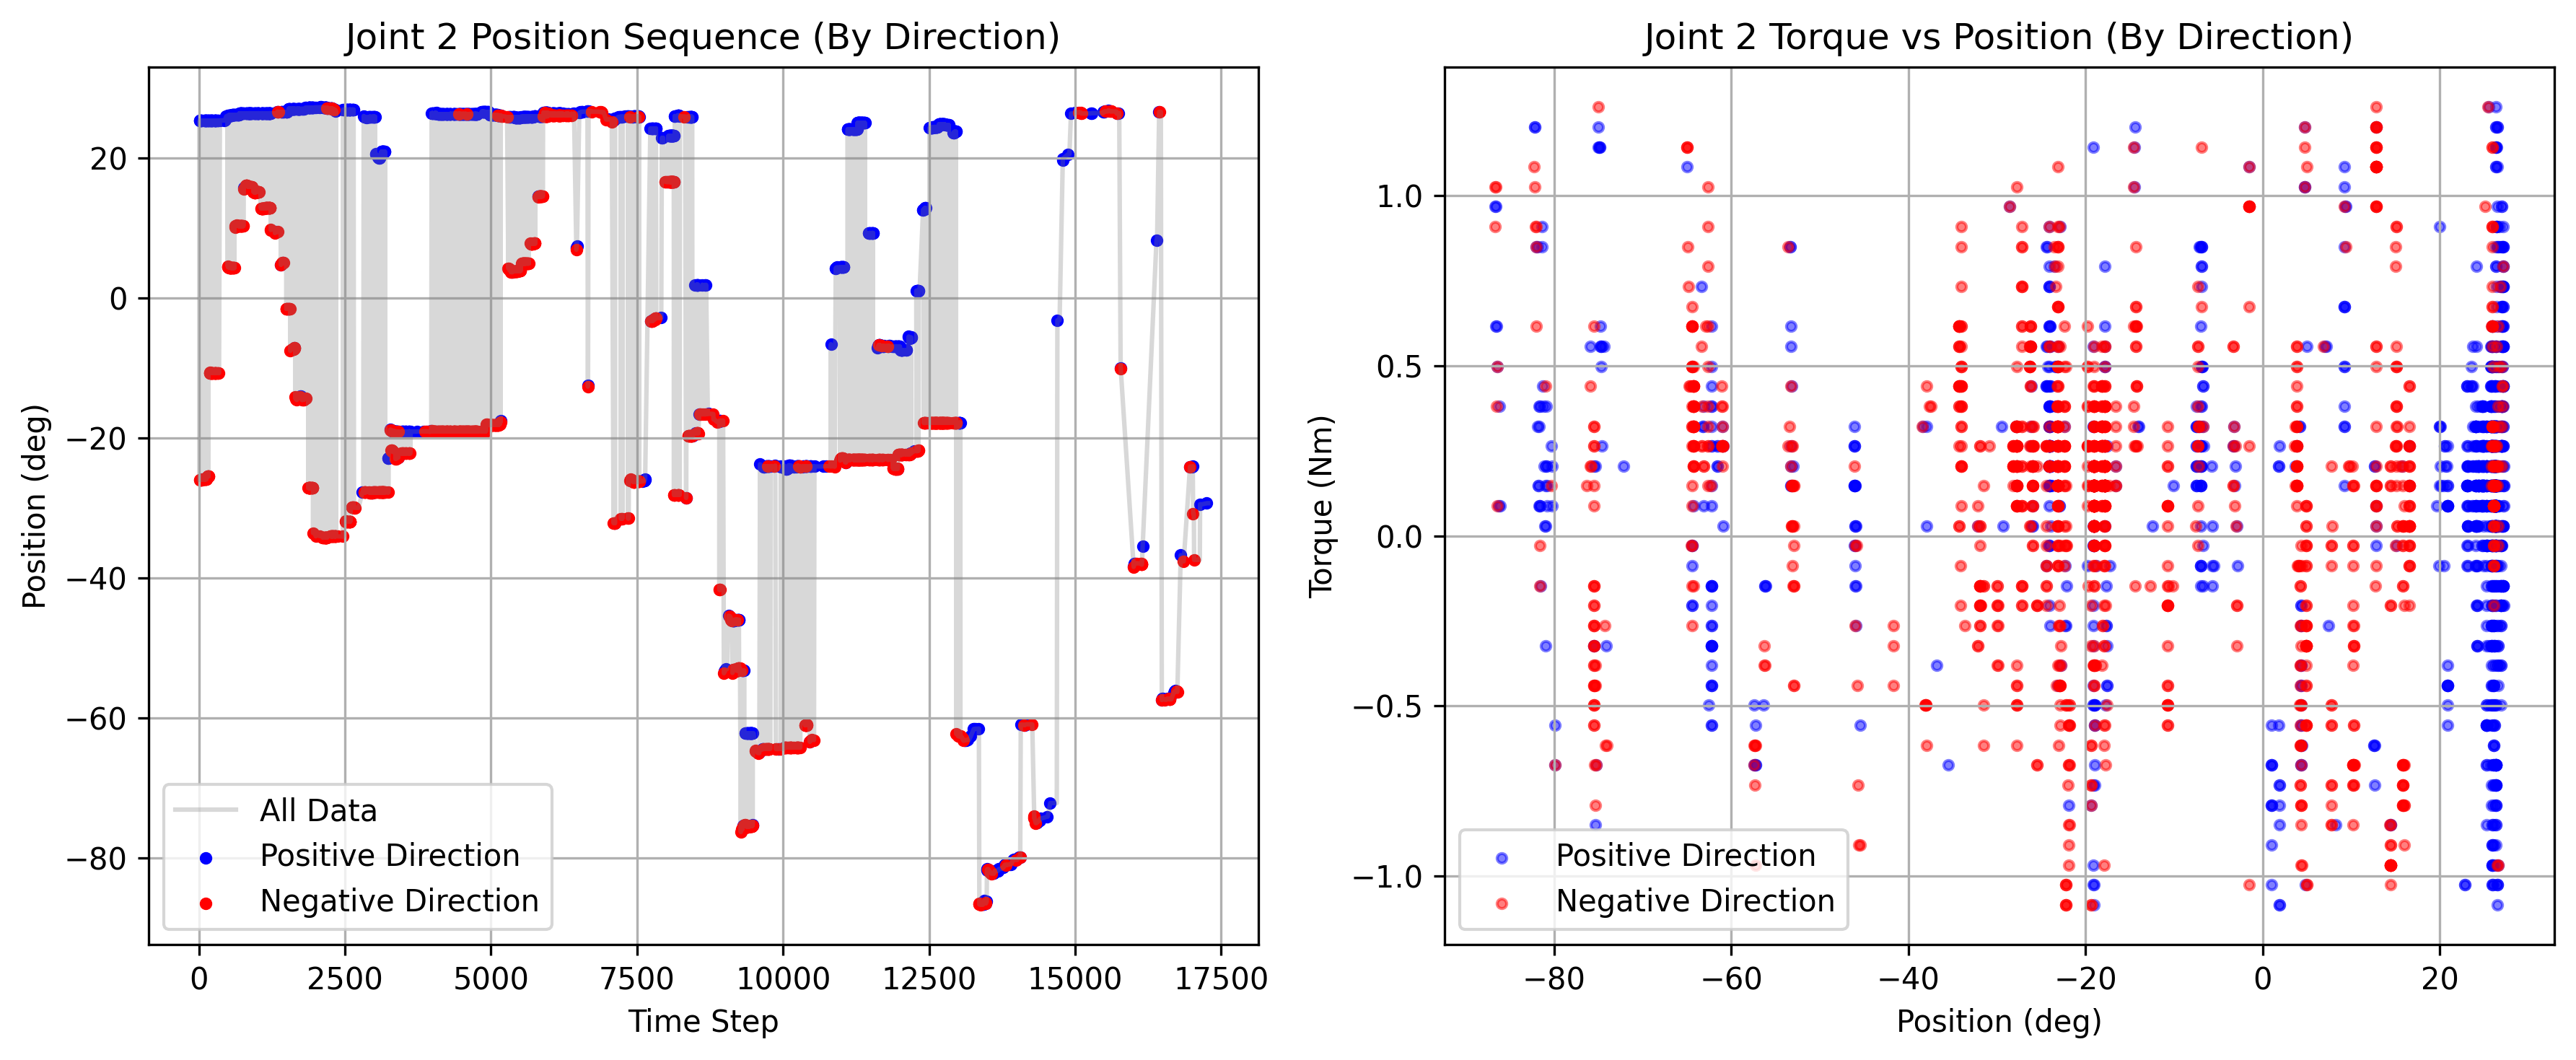 Joint 2 Position Sequence (By Direction)
Position (deg)
20
0
−20
−40
−60
−80
All Data
Positive Direction
Negative Direction
0 2500 5000 7500 10000 12500 15000 17500
Time Step
Joint 2 Torque vs Position (By Direction)
Torque (Nm)
1.0
0.5
0.0
−0.5
−1.0
Positive Direction
Negative Direction
−80 −60 −40 −20 0 20
Position (deg)